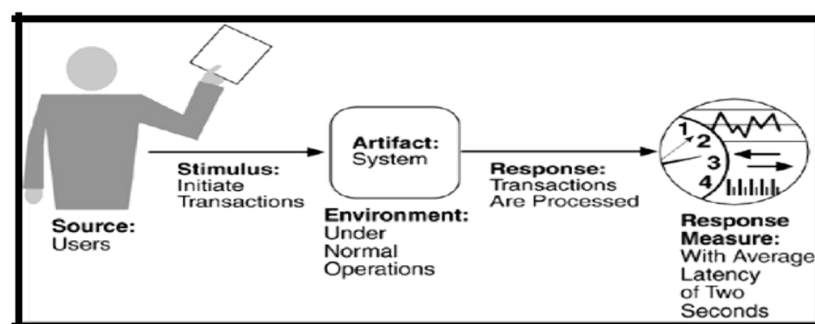 Source:
Users
Stimulus:
Initiate
Transactions
Artifact:
System
Environment:
Under
Normal
Operations
Response:
Transactions
Are Processed
1
2
3
4
Response
Measure:
With Average
Latency
of Two
Seconds